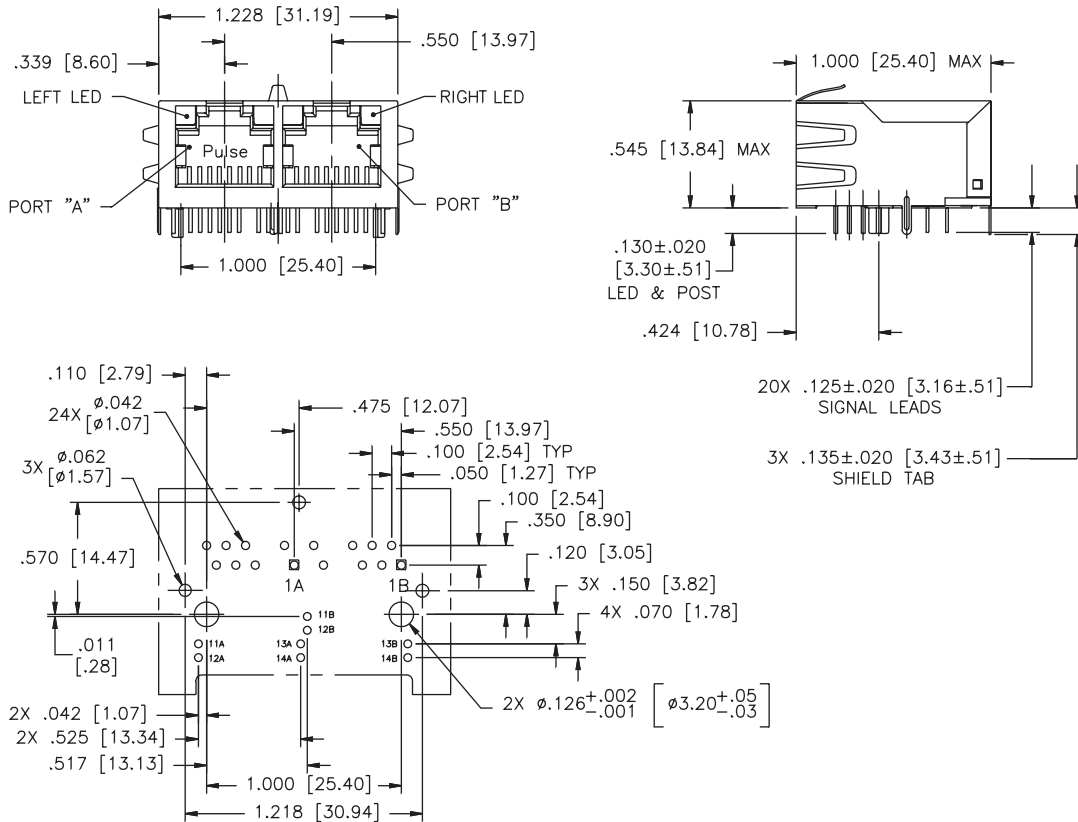 1.228 [31.19]
.550 [13.97]
.339 [8.60]
LEFT LED
RIGHT LED
Pulse
PORT "A"
PORT "B"
1.000 [25.40]
1.000 [25.40] MAX
.545 [13.84] MAX
.130±.020
[3.30±.51]
LED & POST
.424 [10.78]
20X .125±.020 [3.16±.51]
SIGNAL LEADS
3X .135±.020 [3.43±.51]
SHIELD TAB
.110 [2.79]
24X ø.042
[ø1.07]
3X ø.062
[ø1.57]
.475 [12.07]
.550 [13.97]
.100 [2.54] TYP
.050 [1.27] TYP
.100 [2.54]
.350 [8.90]
.120 [3.05]
3X .150 [3.82]
4X .070 [1.78]
.570 [14.47]
1A
1B
11B
12B
11A
12A
13A
14A
13B
14B
.011
[.28]
2X ø.126+.002 -.001 [ø3.20+.05 -.03]
2X .042 [1.07]
2X .525 [13.34]
.517 [13.13]
1.000 [25.40]
1.218 [30.94]